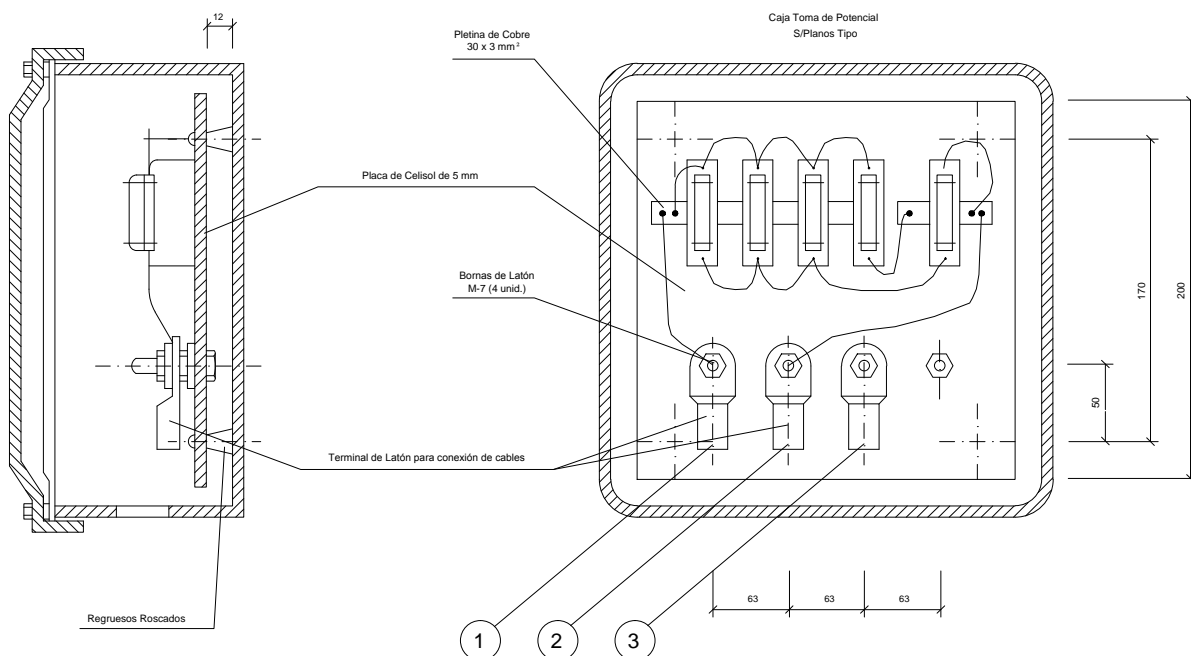 12
Caja Toma de Potencial
S/Planos Tipo
Pletina de Cobre
30 x 3 mm²
Placa de Celisol de 5 mm
Bornas de Latón
M-7 (4 unid.)
170
200
50
Terminal de Latón para conexión de cables
63
63
63
Regruesos Roscados
1
2
3